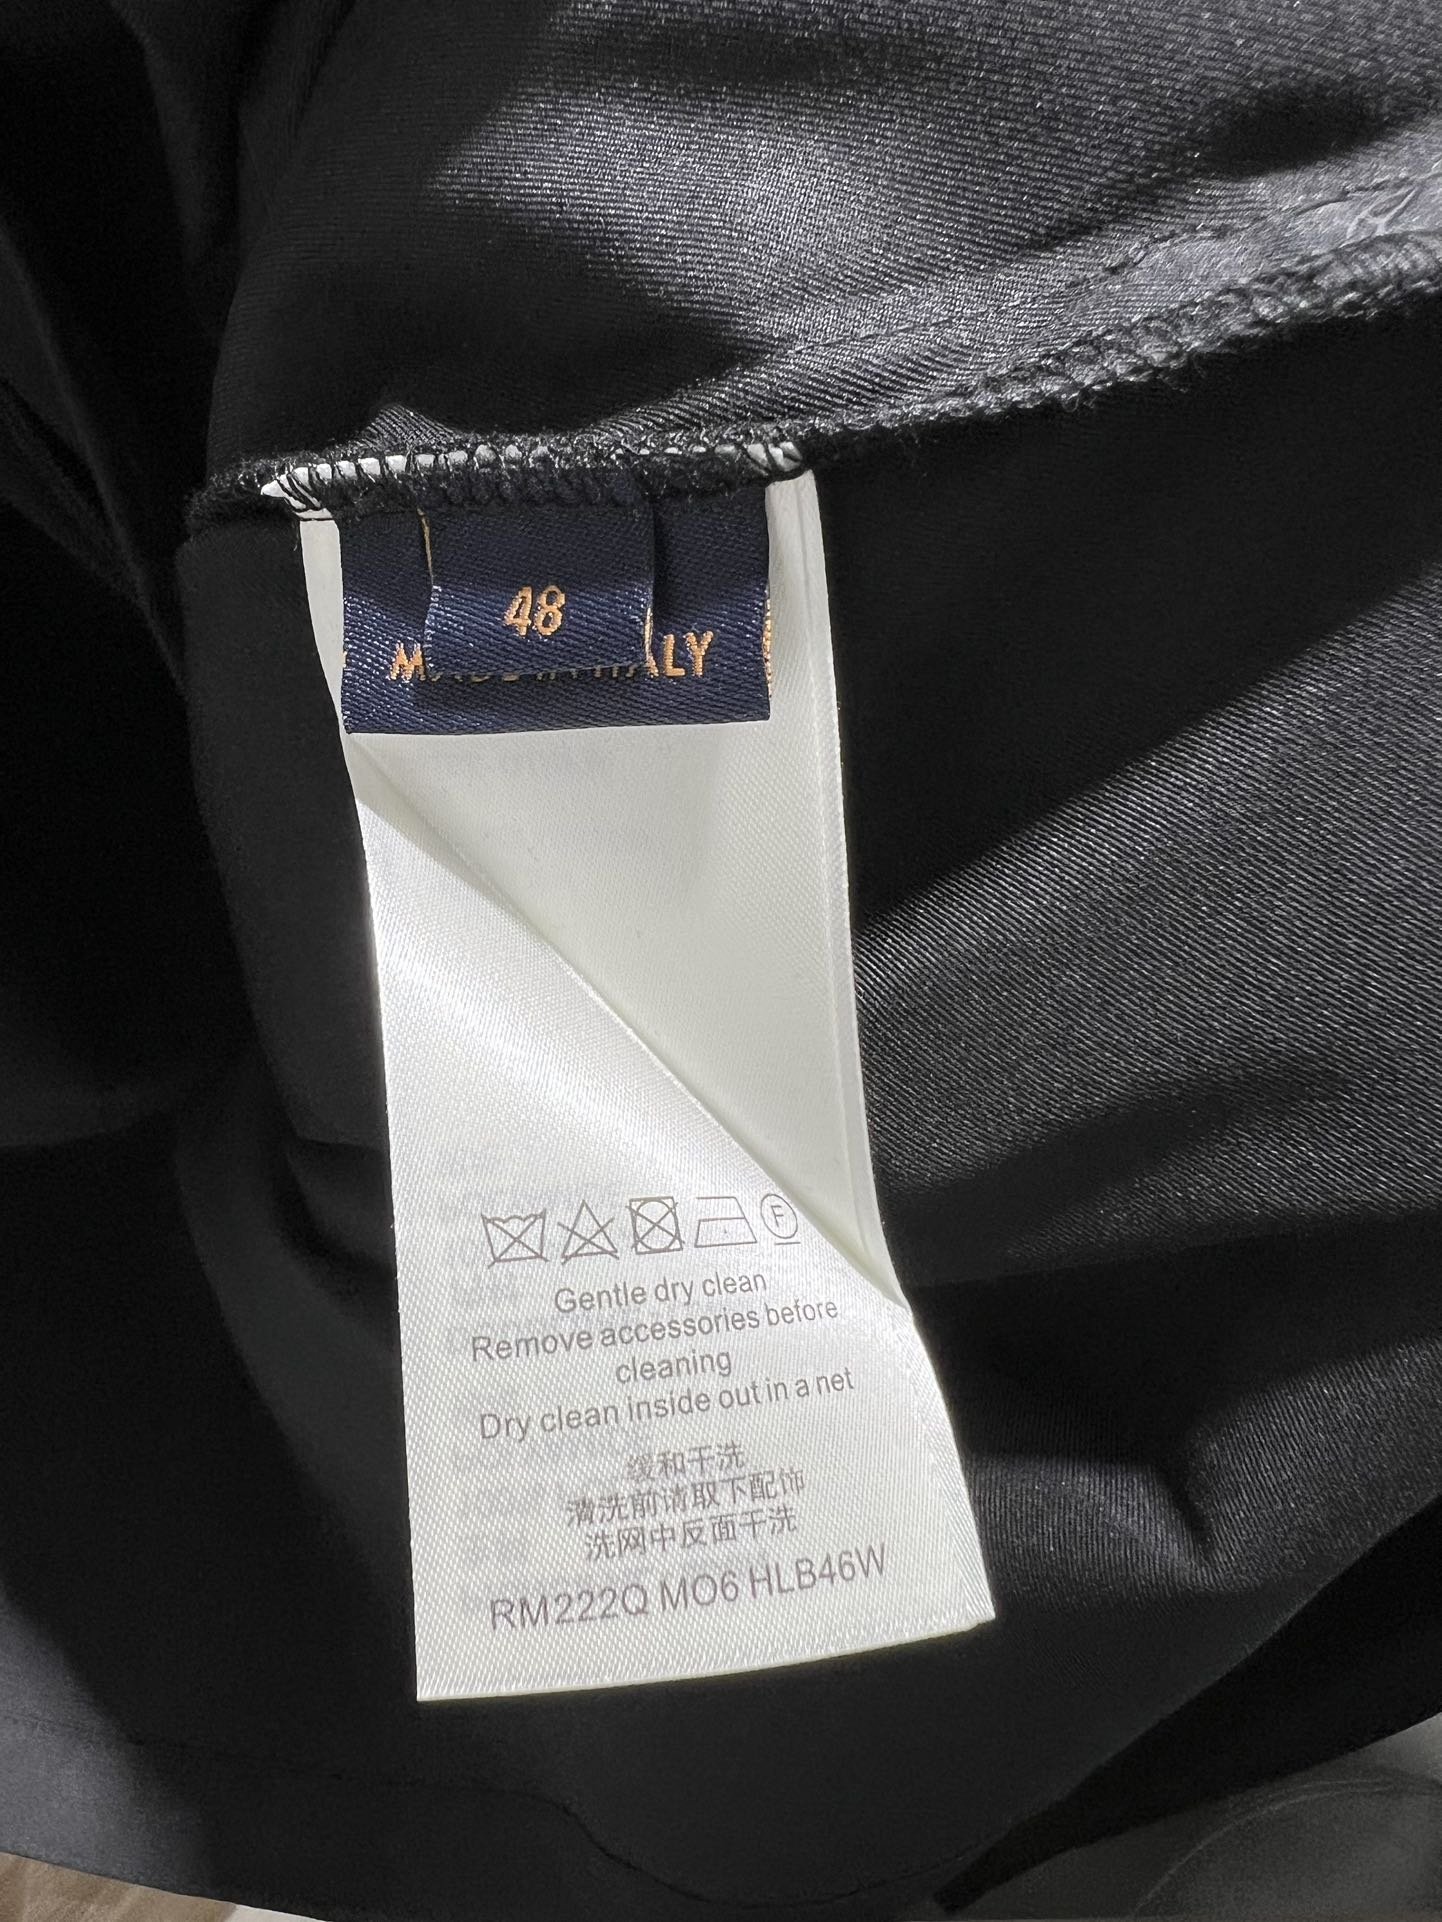 48
LY
F
Gentle dry clean
Remove accessories before
cleaning
Dry clean inside out in a net
缓和干洗
清洗前请取下配饰
洗网中反面干洗
RM222Q MO6 HLB46W